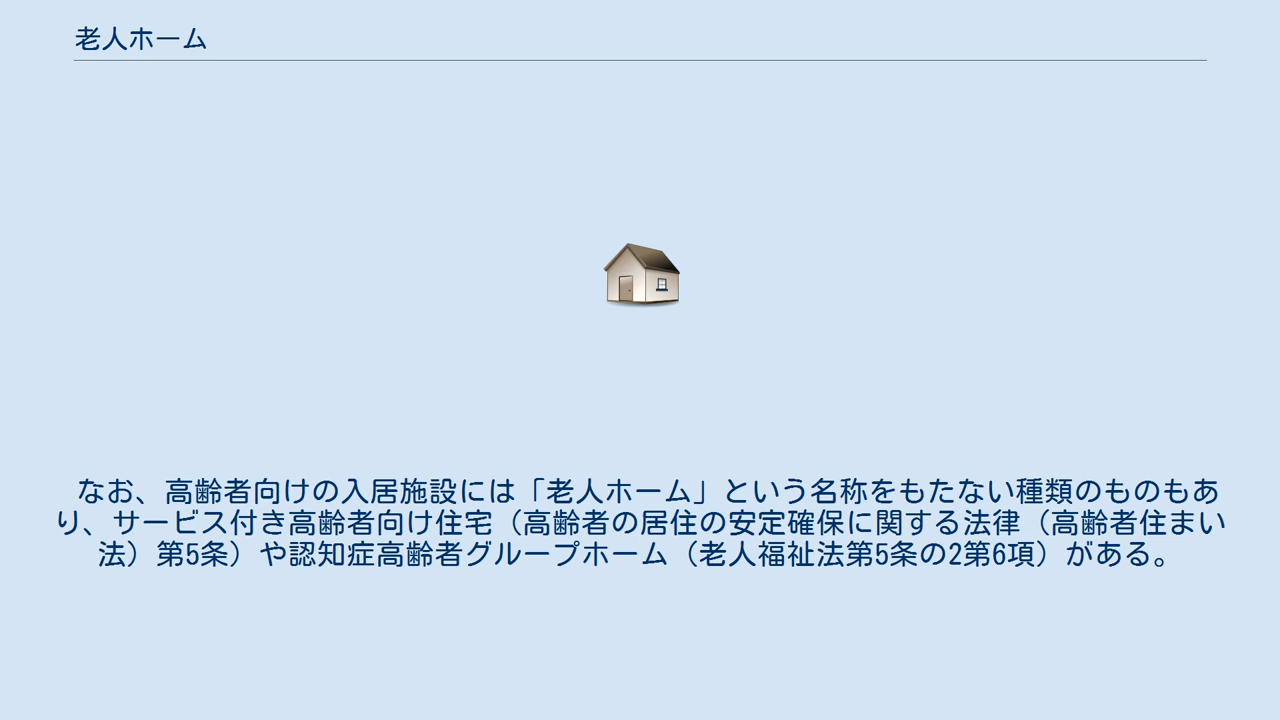 老人ホーム
なお、高齢者向けの入居施設には「老人ホーム」という名称をもたない種類のものもあ
り、サービス付き高齢者向け住宅（高齢者の居住の安定確保に関する法律（高齢者住まい
法）第5条）や認知症高齢者グループホーム（老人福祉法第5条の2第6項）がある。